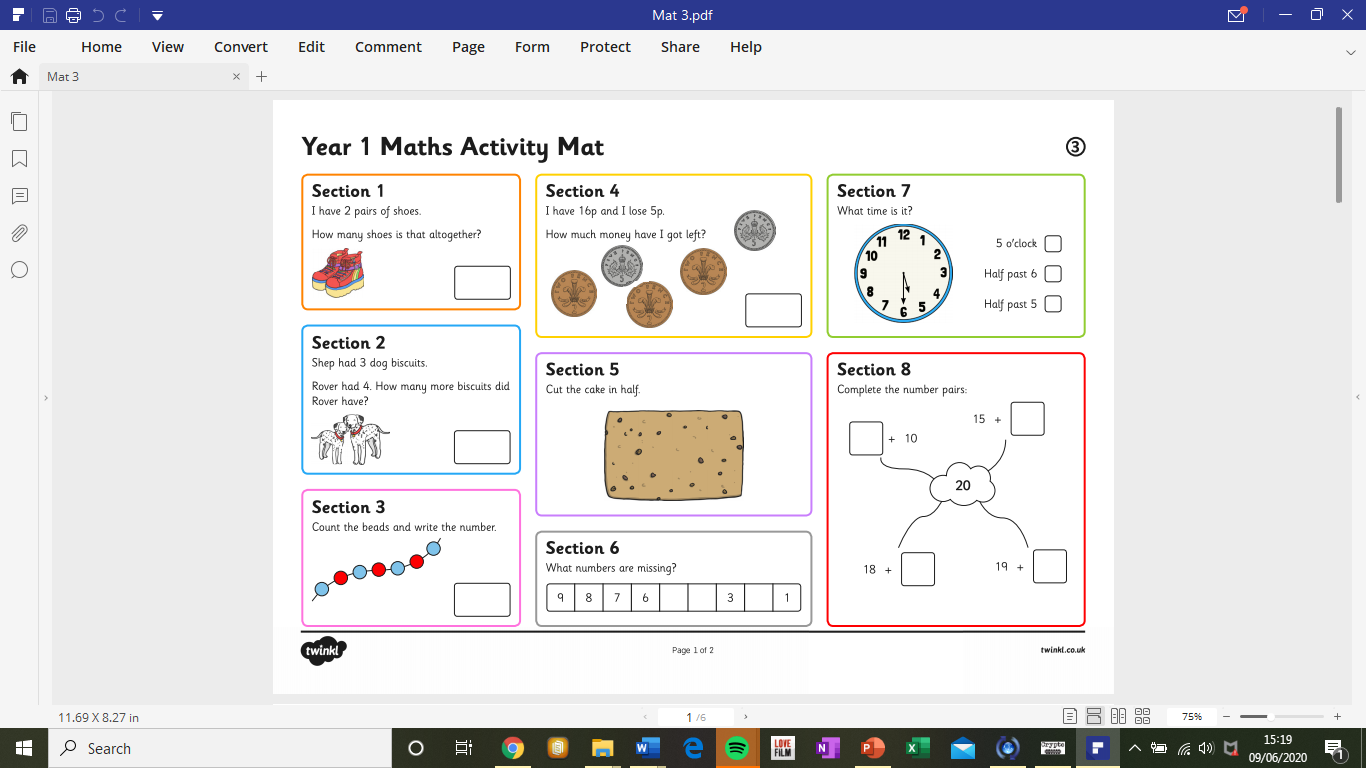 Mat 3.pdf
File Home View Convert Edit Comment Page Form Protect Share Help
Mat 3
Year 1 Maths Activity Mat
3
Section 1
I have 2 pairs of shoes.
How many shoes is that altogether?
Section 2
Shep had 3 dog biscuits.
Rover had 4. How many more biscuits did
Rover have?
Section 3
Count the beads and write the number.
Section 4
I have 16p and I lose 5p.
How much money have I got left?
Section 5
Cut the cake in half.
Section 6
What numbers are missing?
9 8 7 6 3 1
Section 7
What time is it?
12
1
2
3
4
5
6
7
8
9
10
11
5 o'clock
Half past 6
Half past 5
Section 8
Complete the number pairs:
+ 10
15 +
20
18 +
19 +
twinkl
Page 1 of 2
twinkl.co.uk
11.69 X 8.27 in
1 /6
75%
Search
LOVE
FiLM
15:19
09/06/2020
1